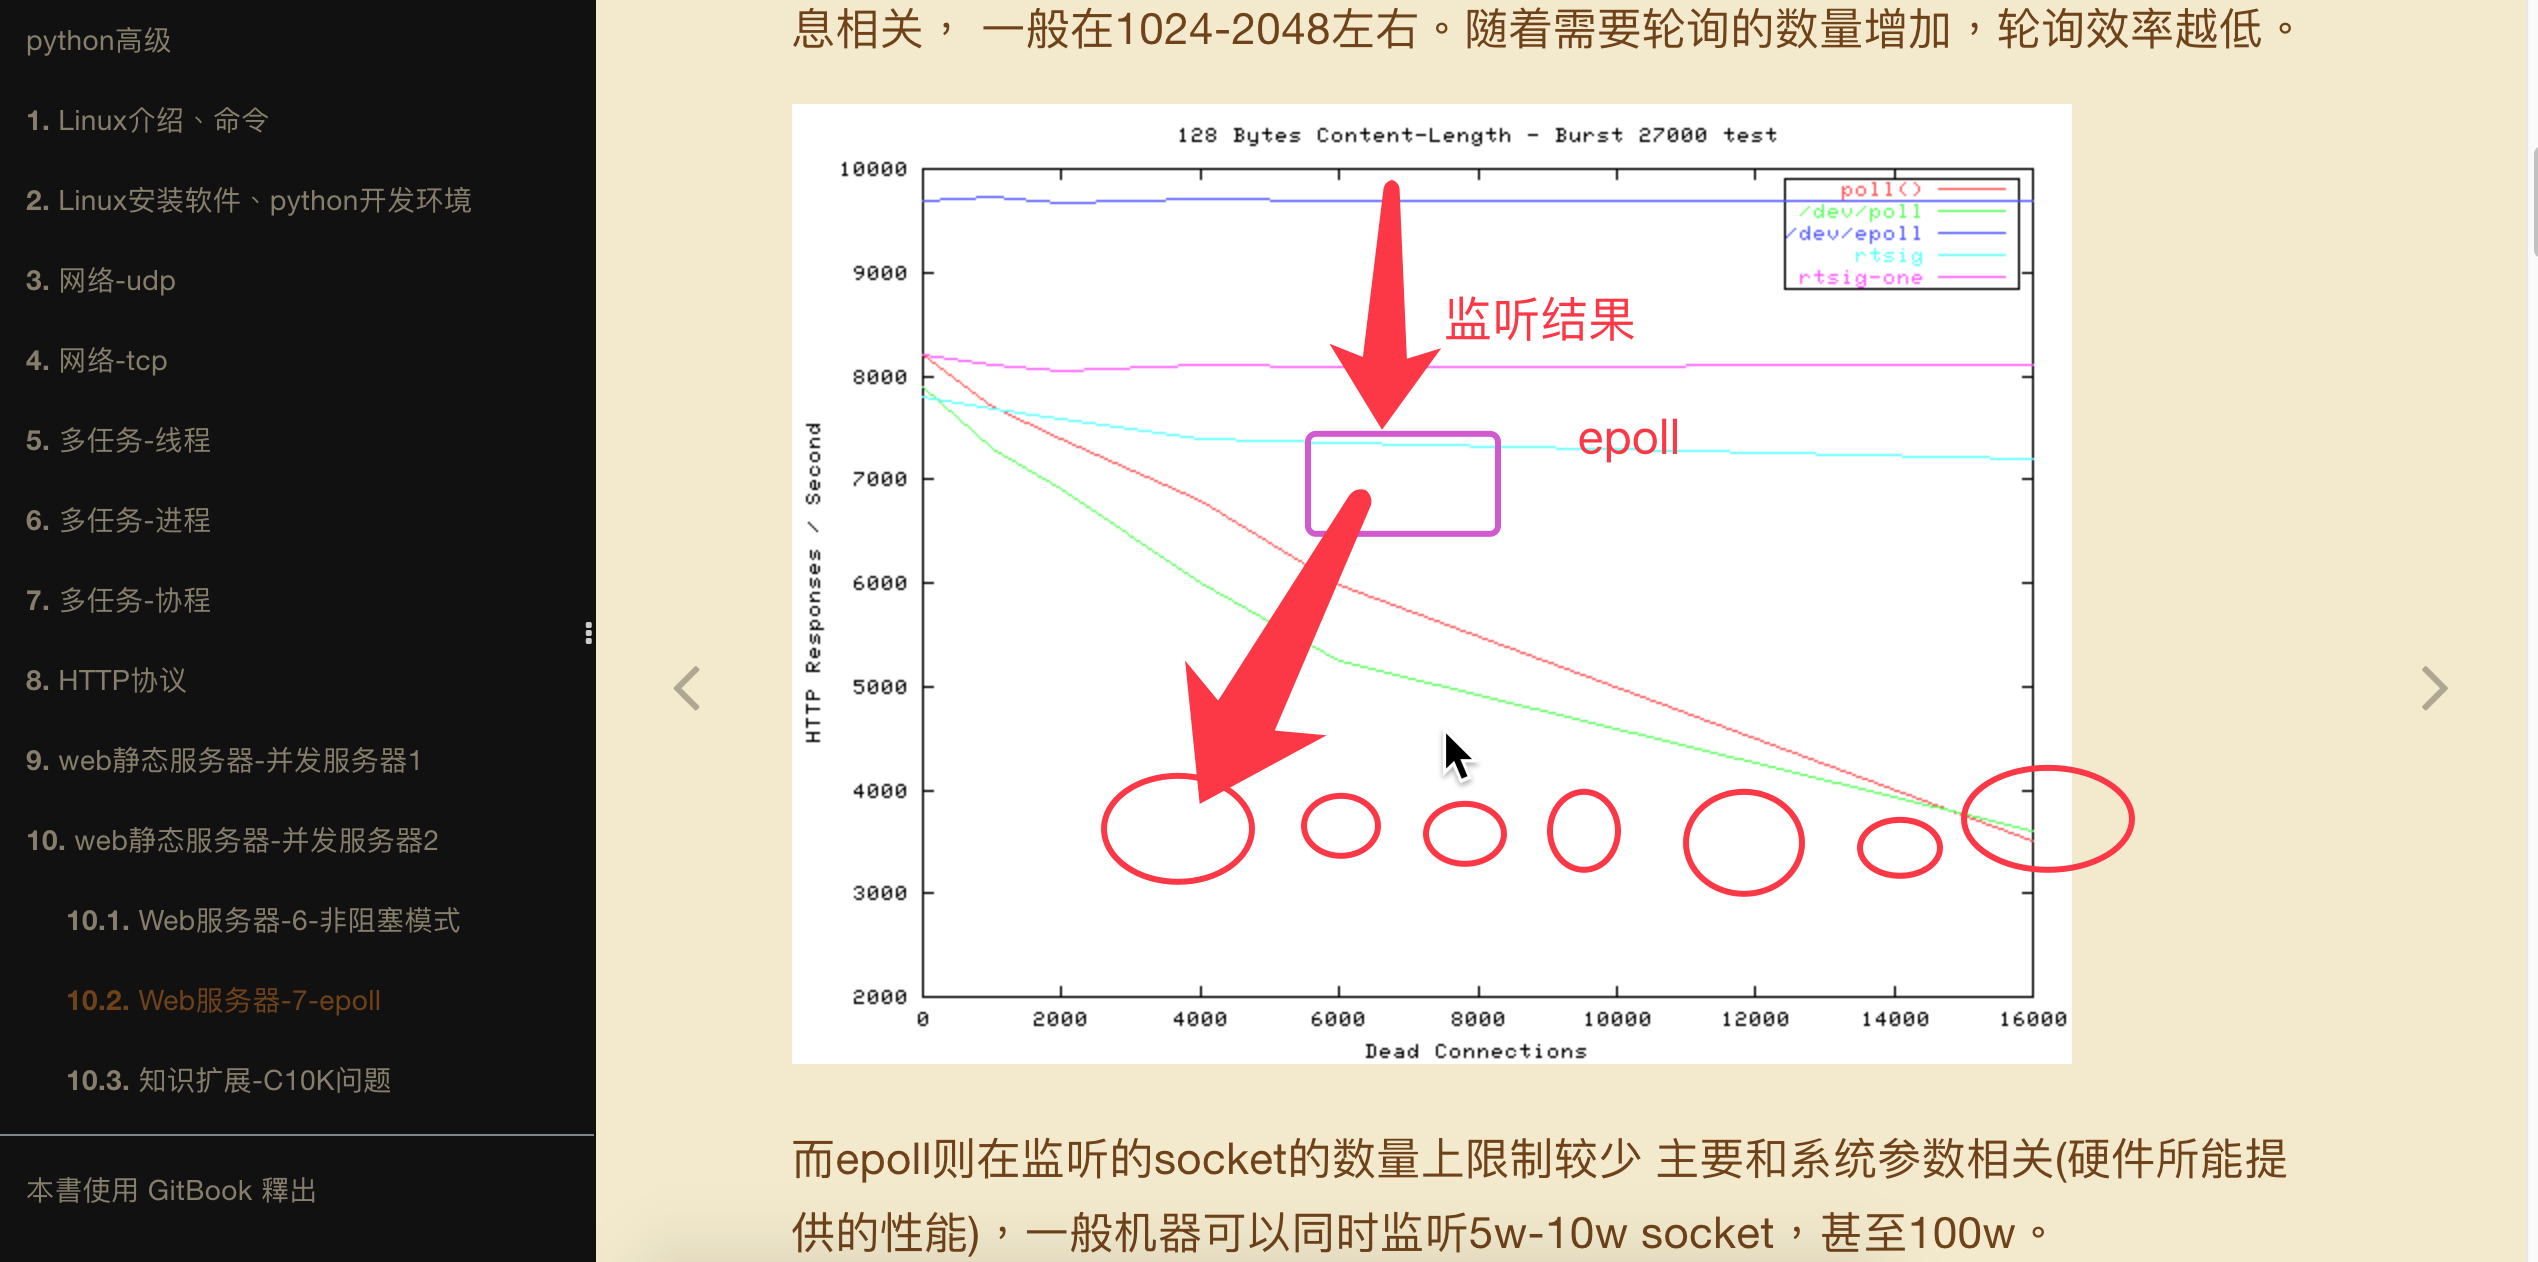 python高级
1. Linux介绍、命令
2. Linux安装软件、python开发环境
3. 网络-udp
4. 网络-tcp
5. 多任务-线程
6. 多任务-进程
7. 多任务-协程
8. HTTP协议
9. web静态服务器-并发服务器1
10. web静态服务器-并发服务器2
10.1. Web服务器-6-非阻塞模式
10.2. Web服务器-7-epoll
10.3. 知识扩展-C10K问题
本書使用 GitBook 釋出
息相关， 一般在1024-2048左右。随着需要轮询的数量增加，轮询效率越低。
128 Bytes Content-Length - Burst 27000 test
poll()
/dev/poll
/dev/epoll
rtsig
rtsig-one
监听结果
epoll
HTTP Responses / Second
10000
9000
8000
7000
6000
5000
4000
3000
2000
0 2000 4000 6000 8000 10000 12000 14000 16000
Dead Connections
而epoll则在监听的socket的数量上限制较少 主要和系统参数相关(硬件所能提
供的性能)，一般机器可以同时监听5w-10w socket，甚至100w。